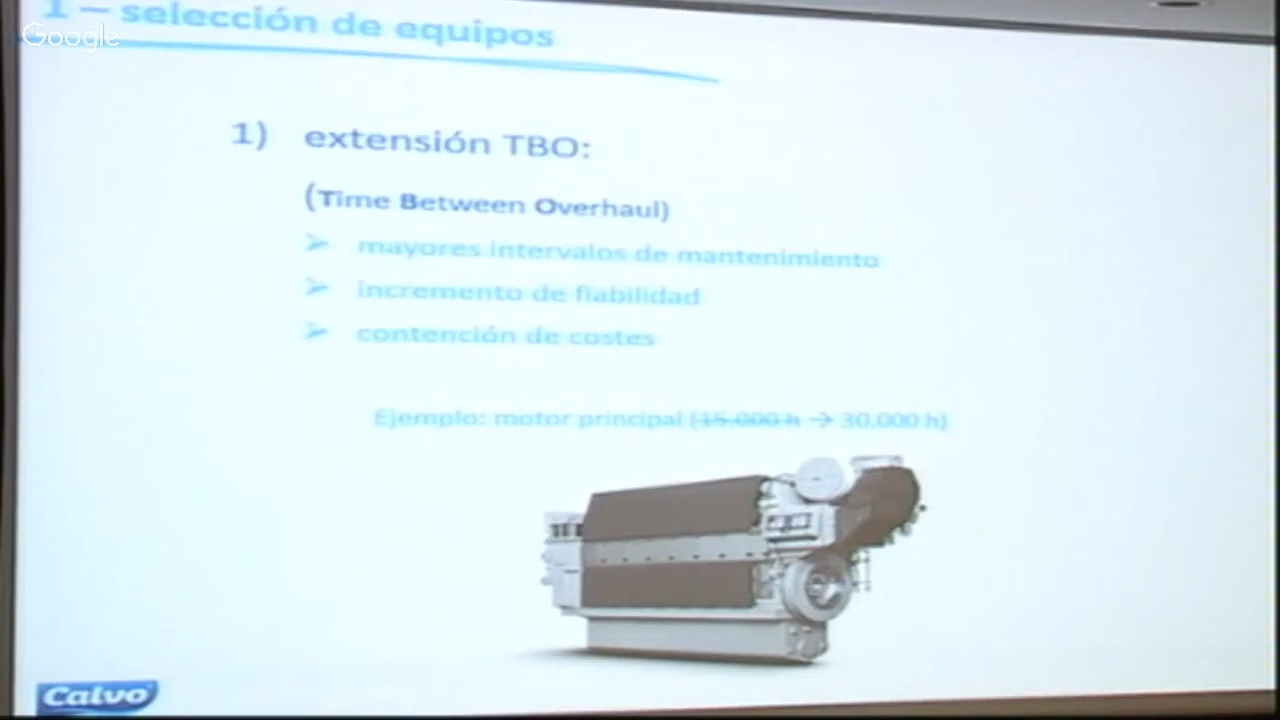 1 – selección de equipos
Google
1) extensión TBO:
(Time Between Overhaul)
➢ mayores intervalos de mantenimiento
➢ incremento de fiabilidad
➢ contención de costes
Ejemplo: motor principal (15.000 h → 30.000 h)
Calvo